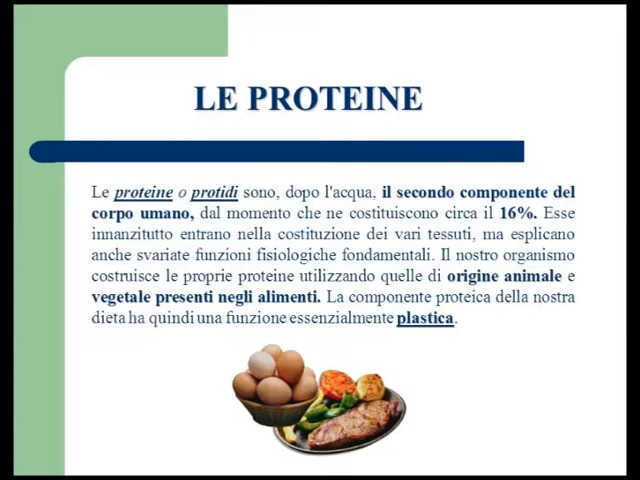 LE PROTEINE
Le proteine o protidi sono, dopo l'acqua, il secondo componente del
corpo umano, dal momento che ne costituiscono circa il 16%. Esse
innanzitutto entrano nella costituzione dei vari tessuti, ma esplicano
anche svariate funzioni fisiologiche fondamentali. Il nostro organismo
costruisce le proprie proteine utilizzando quelle di origine animale e
vegetale presenti negli alimenti. La componente proteica della nostra
dieta ha quindi una funzione essenzialmente plastica.